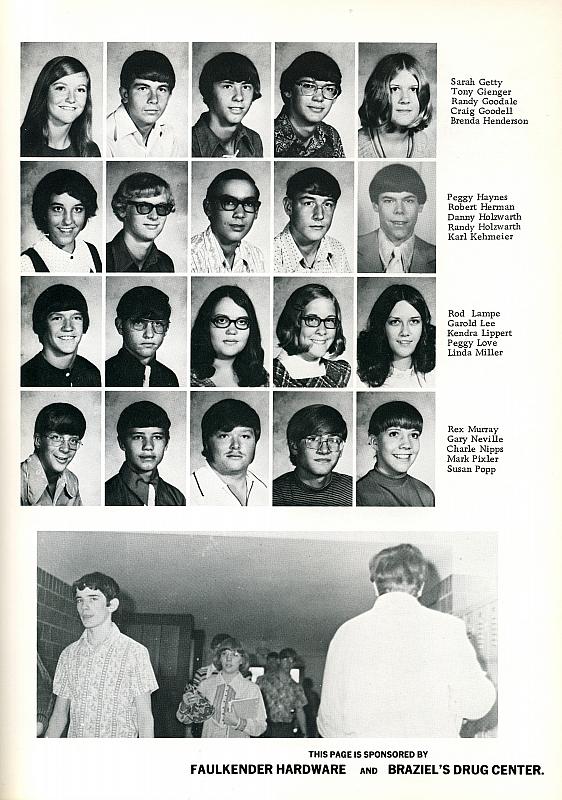 Sarah Getty
Tony Gienger
Randy Goodale
Craig Goodell
Brenda Henderson
Peggy Haynes
Robert Herman
Danny Holzwarth
Randy Holzwarth
Karl Kehmeier
Rod Lampe
Garold Lee
Kendra Lippert
Peggy Love
Linda Miller
Rex Murray
Gary Neville
Charle Nipps
Mark Pixler
Susan Popp
THIS PAGE IS SPONSORED BY
FAULKENDER HARDWARE AND BRAZIEL'S DRUG CENTER.